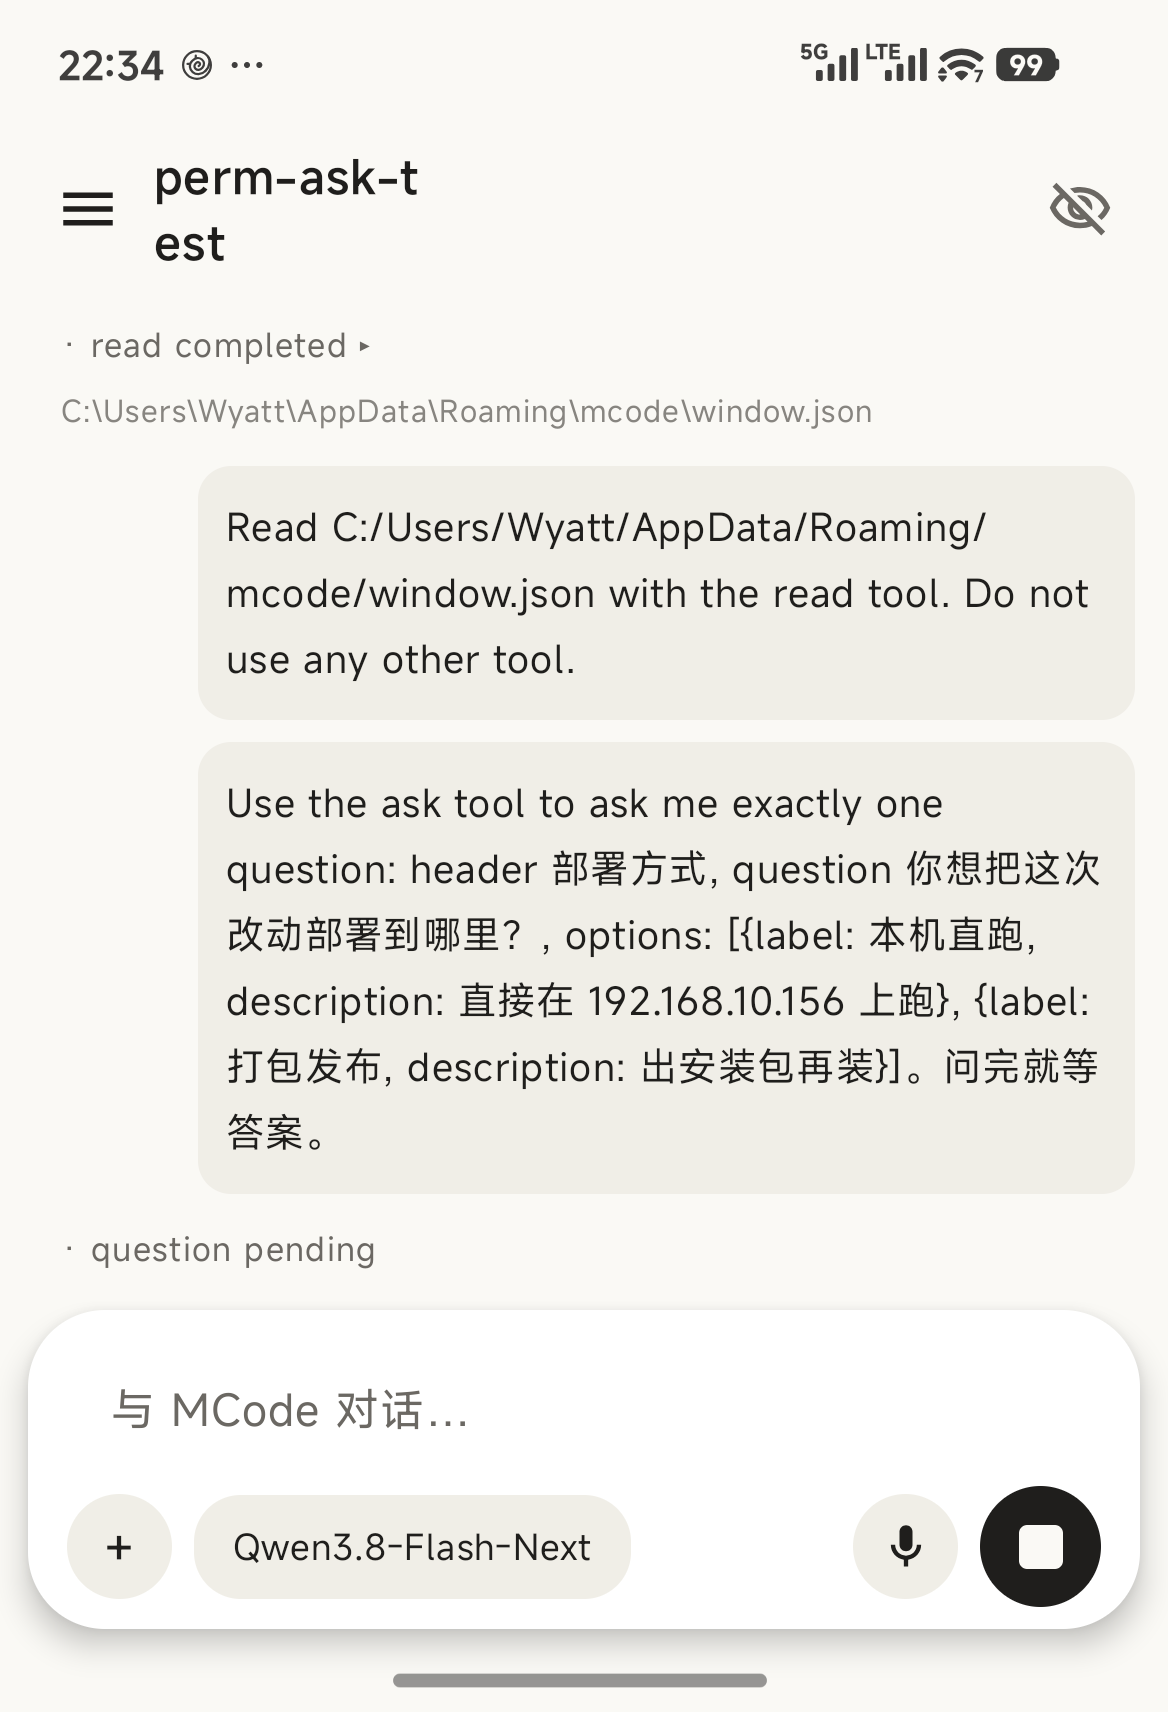 22:34 ...
5G LTE 7 99
perm-ask-t
est
· read completed ▸
C:\Users\Wyatt\AppData\Roaming\mcode\window.json
Read C:/Users/Wyatt/AppData/Roaming/
mcode/window.json with the read tool. Do not
use any other tool.
Use the ask tool to ask me exactly one
question: header 部署方式, question 你想把这次
改动部署到哪里？, options: [{label: 本机直跑,
description: 直接在 192.168.10.156 上跑}, {label:
打包发布, description: 出安装包再装}]。问完就等
答案。
· question pending
与 MCode 对话...
+ Qwen3.8-Flash-Next